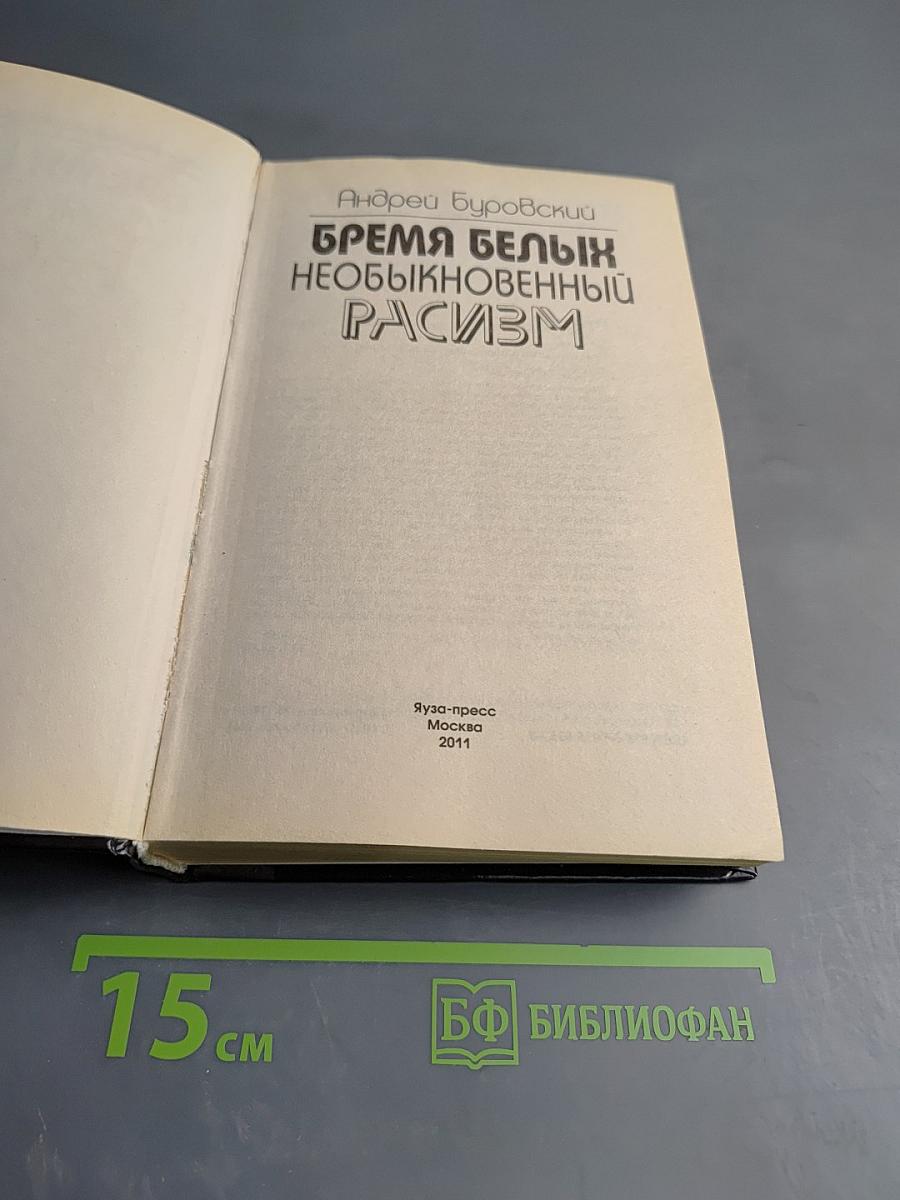 Андрей Буровский
БРЕМЯ БЕЛЫХ
НЕОБЫКНОВЕННЫЙ
РАСИЗМ
Яуза-пресс
Москва
2011
15 см
БФ БИБЛИОФАН